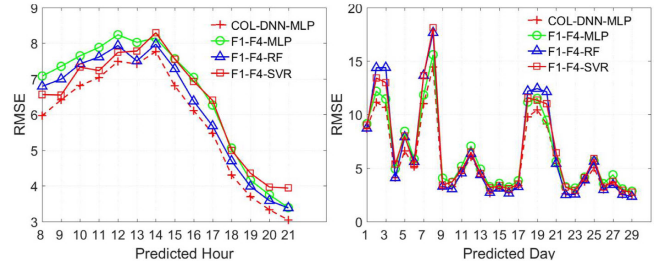 9
8
7
6
5
4
3
RMSE
8 9 10 11 12 13 14 15 16 17 18 19 20 21
Predicted Hour
COL-DNN-MLP
F1-F4-MLP
F1-F4-RF
F1-F4-SVR
20
15
10
5
0
RMSE
1 3 5 7 9 11 13 15 17 19 21 23 25 27 29
Predicted Day
COL-DNN-MLP
F1-F4-MLP
F1-F4-RF
F1-F4-SVR